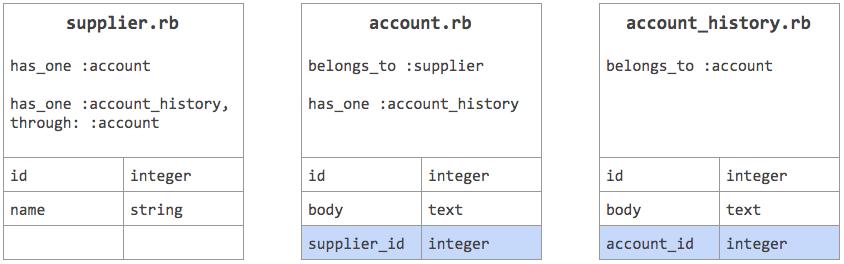 supplier.rb
has_one :account
has_one :account_history,
through: :account
id integer
name string
account.rb
belongs_to :supplier
has_one :account_history
id integer
body text
supplier_id integer
account_history.rb
belongs_to :account
id integer
body text
account_id integer